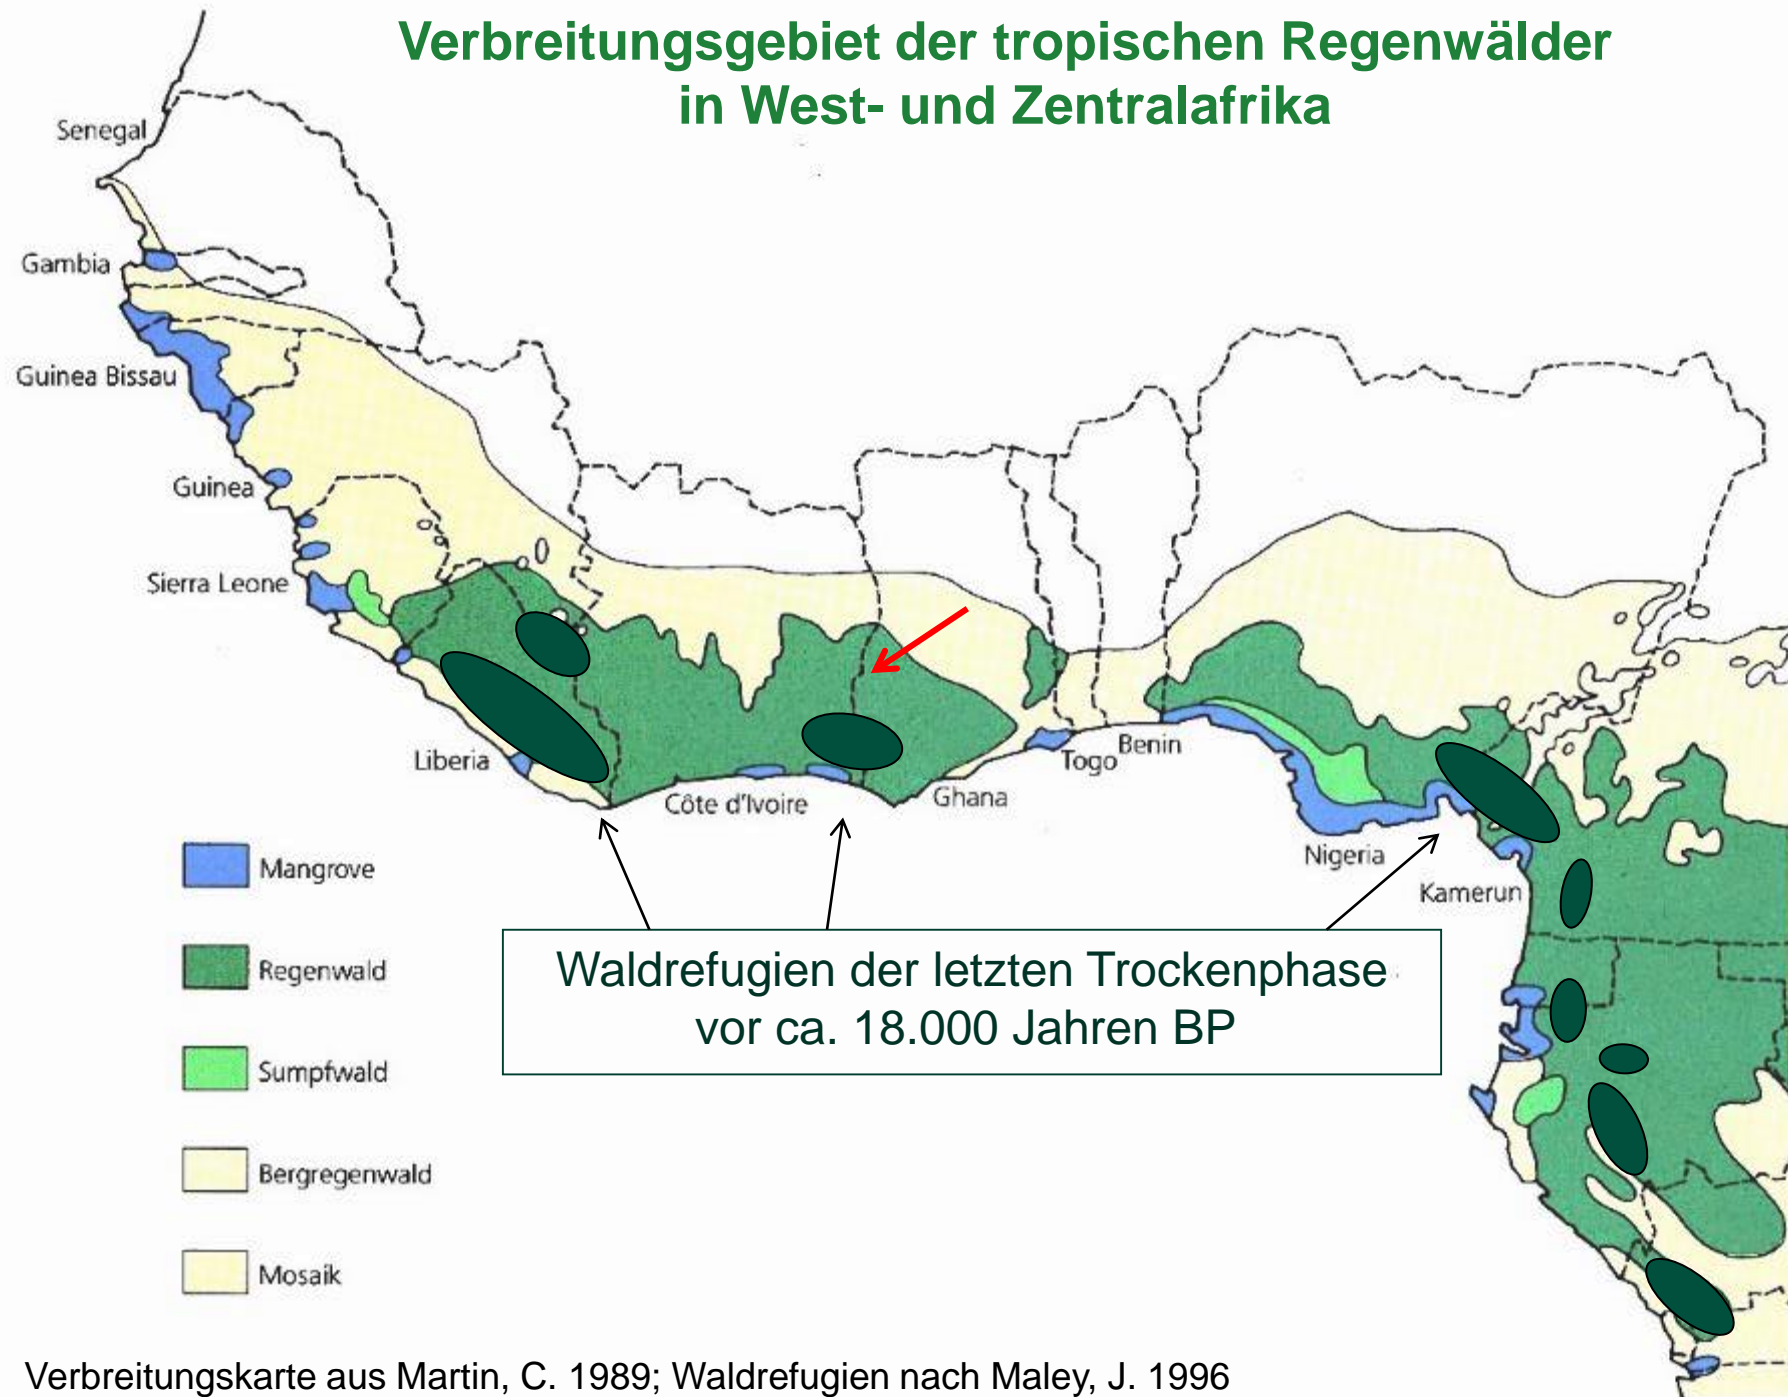 Verbreitungsgebiet der tropischen Regenwälder
in West- und Zentralafrika
Senegal
Gambia
Guinea Bissau
Guinea
Sierra Leone
Liberia
Côte d'Ivoire
Ghana
Togo
Benin
Nigeria
Kamerun
Mangrove
Regenwald
Sumpfwald
Bergregenwald
Mosaik
Waldrefugien der letzten Trockenphase
vor ca. 18.000 Jahren BP
Verbreitungskarte aus Martin, C. 1989; Waldrefugien nach Maley, J. 1996